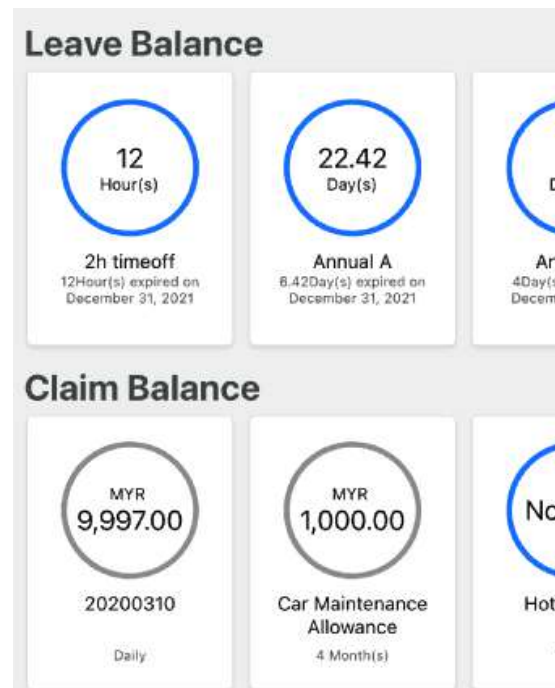 Leave Balance
12
Hour(s)
2h timeoff
12Hour(s) expired on
December 31, 2021
22.42
Day(s)
Annual A
6.42Day(s) expired on
December 31, 2021
Claim Balance
MYR
9,997.00
20200310
Daily
MYR
1,000.00
Car Maintenance
Allowance
4 Month(s)